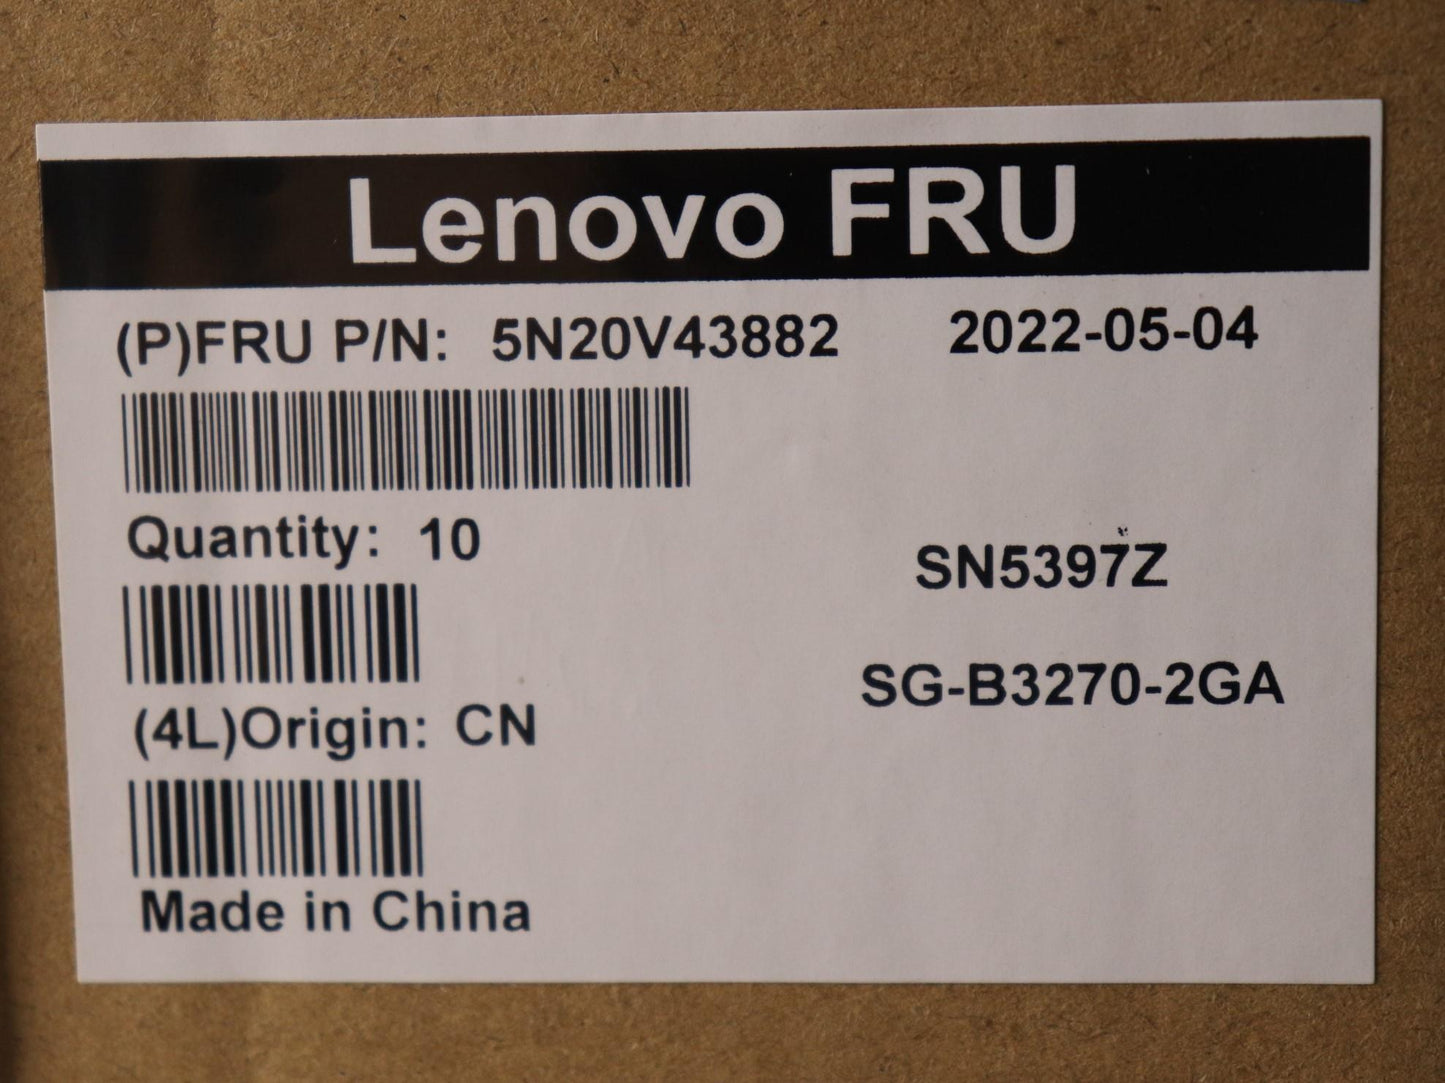 Lenovo FRU
(P)FRU P/N: 5N20V43882 2022-05-04
Quantity: 10
SN5397Z
SG-B3270-2GA
(4L)Origin: CN
Made in China